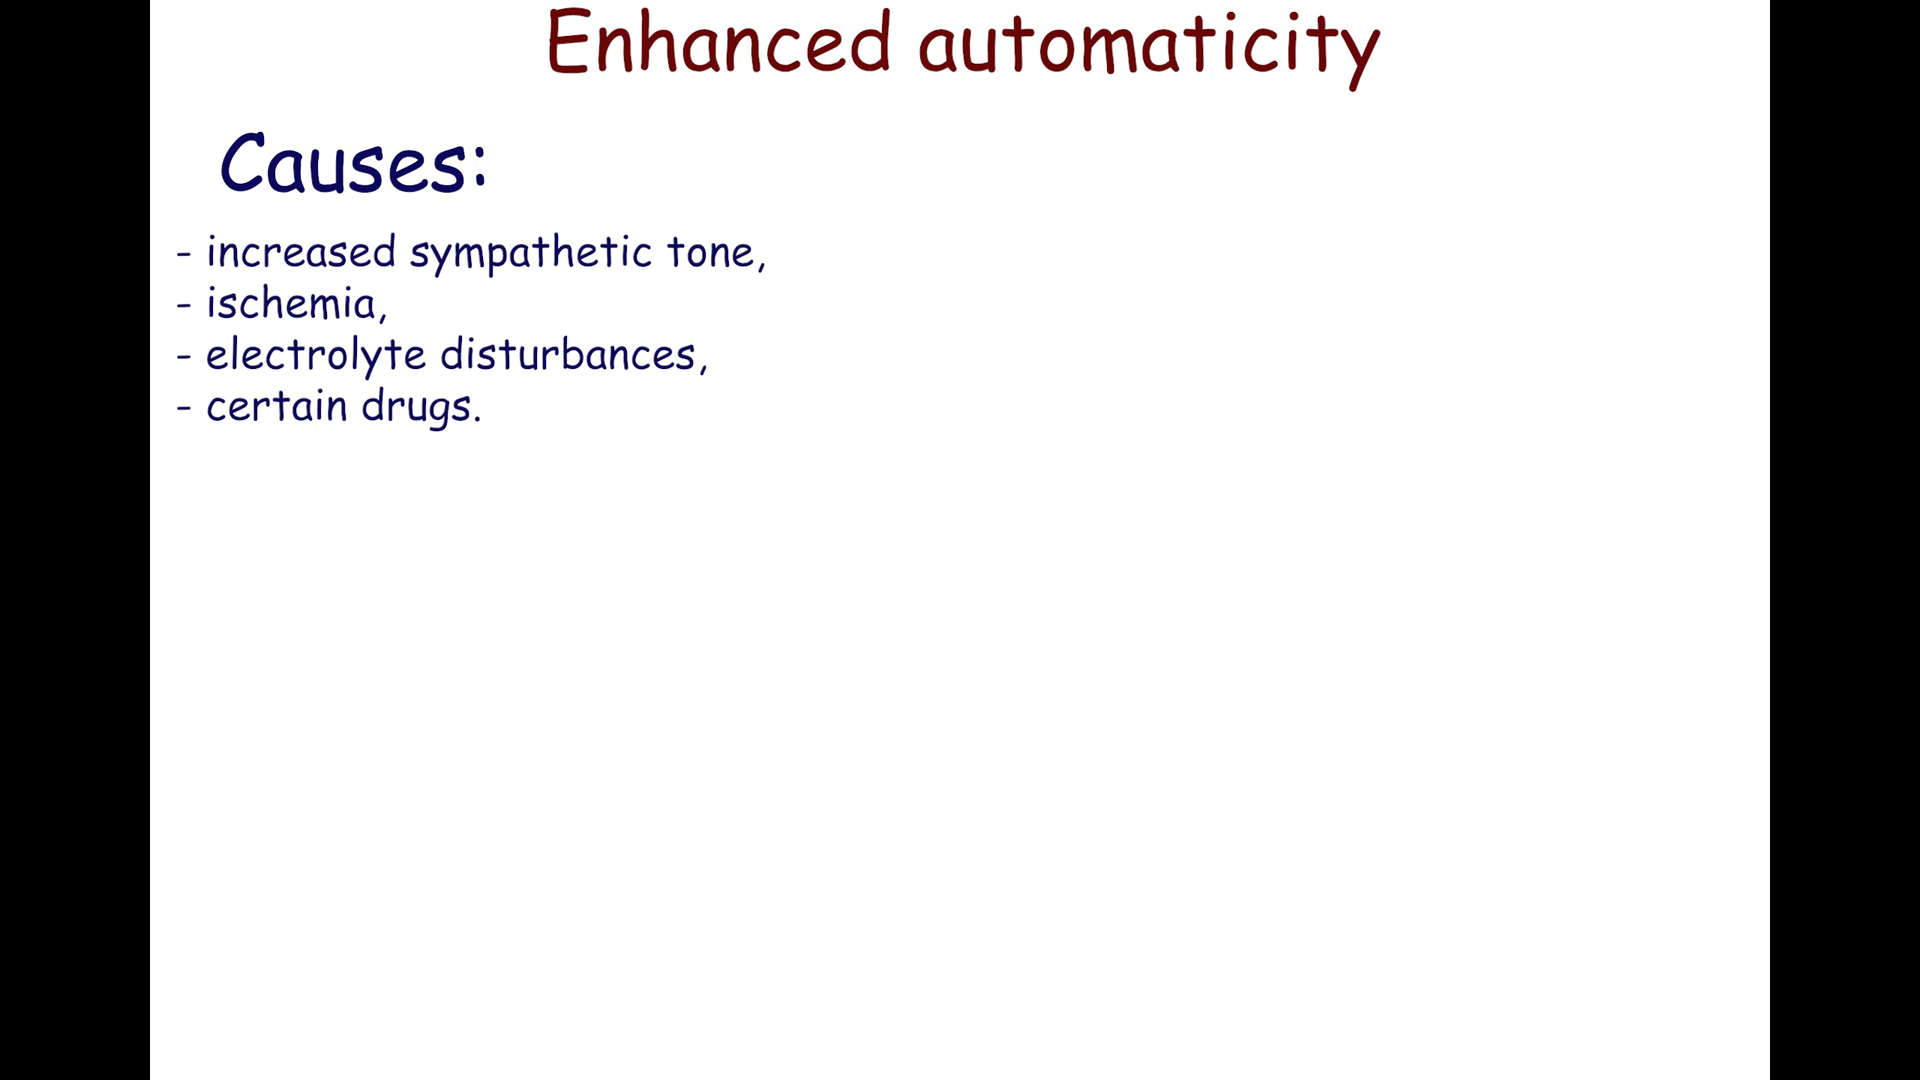 Enhanced automaticity
Causes:
- increased sympathetic tone,
- ischemia,
- electrolyte disturbances,
- certain drugs.